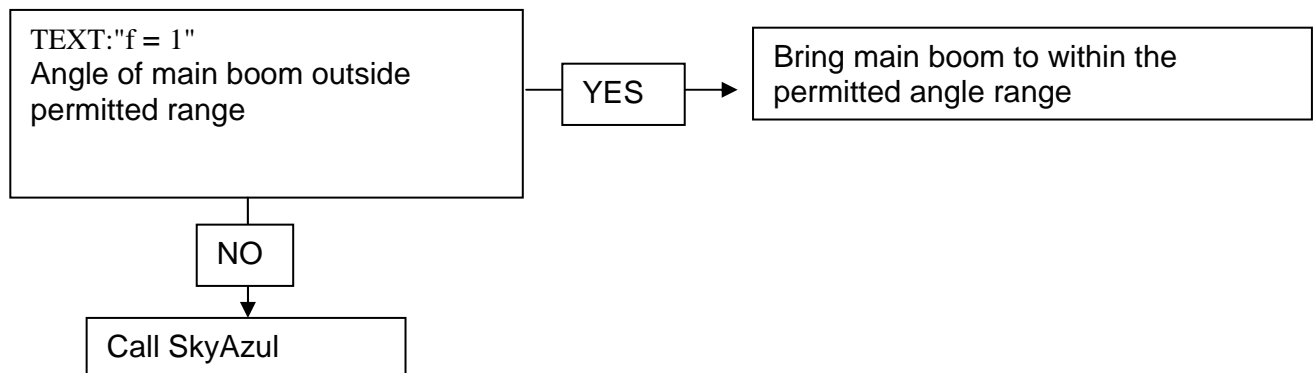 TEXT:"f = 1"
Angle of main boom outside
permitted range
YES
Bring main boom to within the
permitted angle range
NO
Call SkyAzul